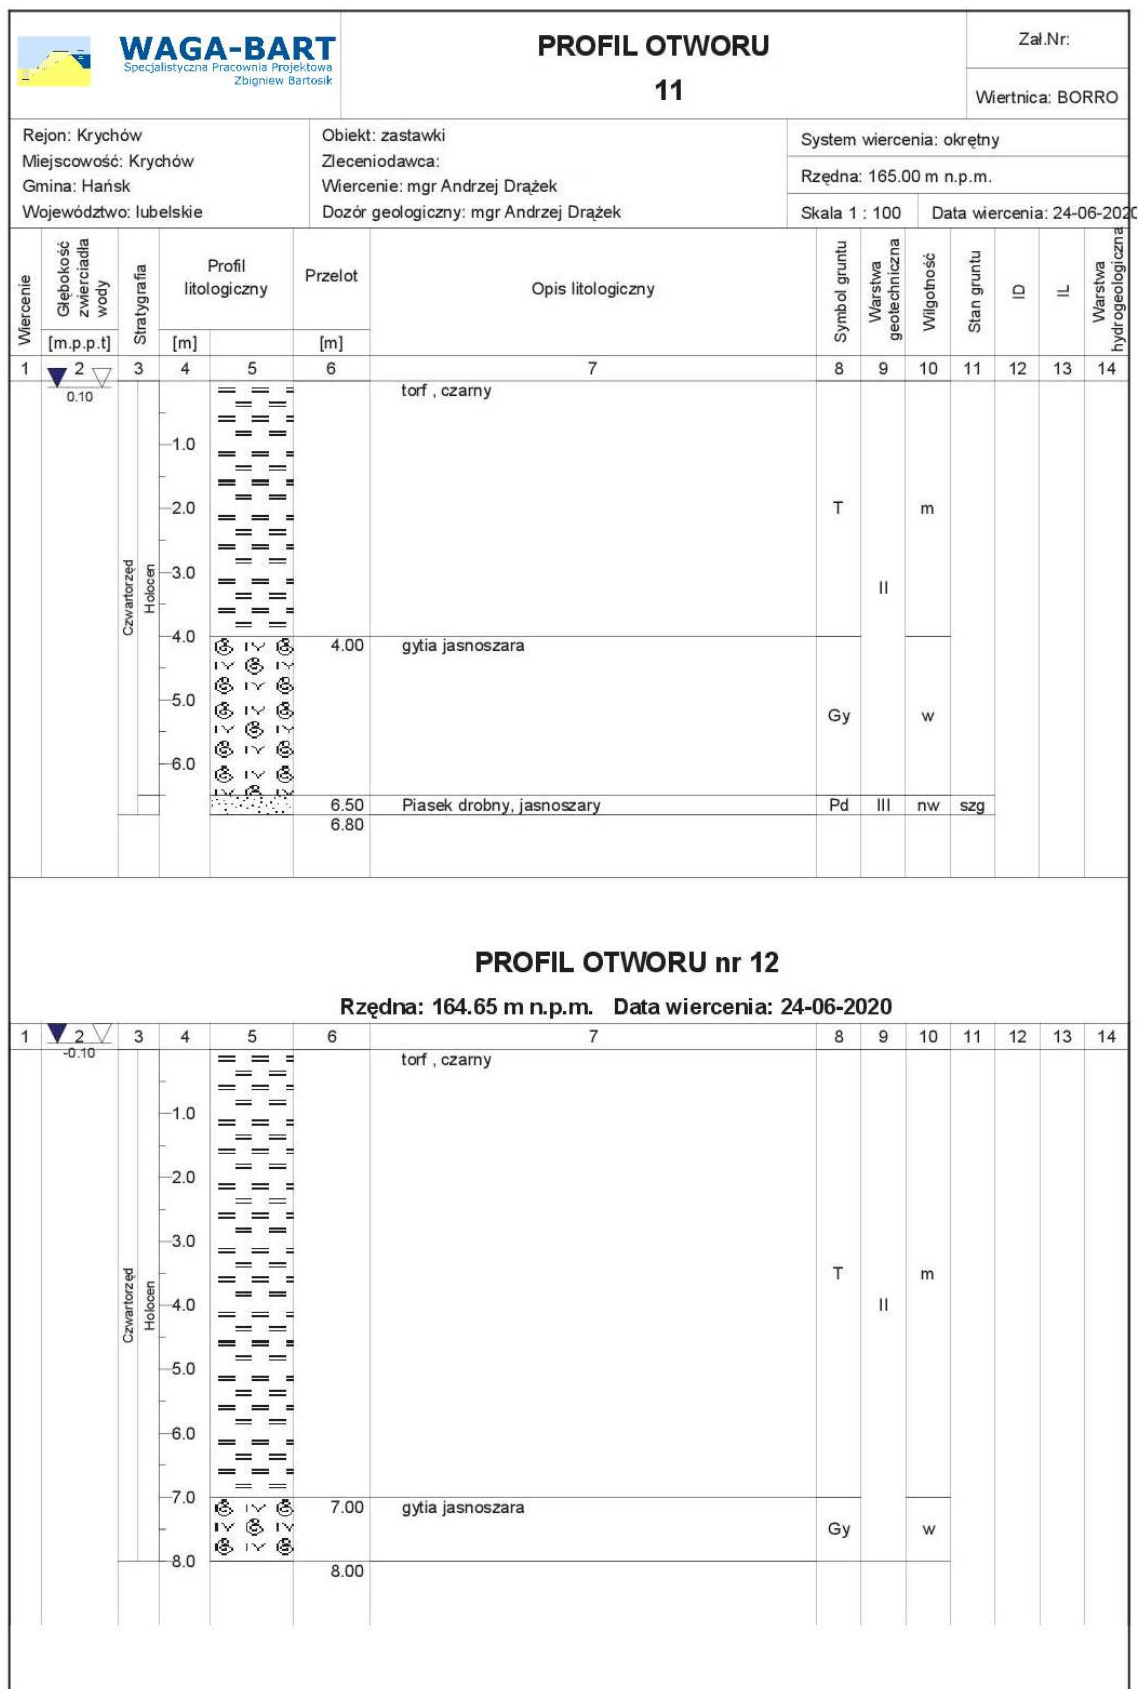 WAGA-BART
Specjalistyczna Pracownia Projektowa
Zbigniew Bartosik
PROFIL OTWORU
11
Zał.Nr:
Wiertnica: BORRO
Rejon: Krychów
Miejscowość: Krychów
Gmina: Hańsk
Województwo: lubelskie
Obiekt: zastawki
Zleceniodawca:
Wiercenie: mgr Andrzej Drążek
Dozór geologiczny: mgr Andrzej Drążek
System wiercenia: okrętny
Rzędna: 165.00 m n.p.m.
Skala 1 : 100 Data wiercenia: 24-06-2020
Wiercenie
Głębokość
zwierciadła
wody
[m.p.p.t]
Stratygrafia
Profil
litologiczny
[m]
Przelot
[m]
Opis litologiczny
Symbol gruntu
Warstwa
geotechniczna
Wilgotność
Stan gruntu
ID
IL
Warstwa
hydrogeologiczna
1 2 3 4 5 6 7 8 9 10 11 12 13 14
0.10
torf , czarny
1.0
2.0
T m
Czwartorzęd
Holocen
3.0
II
4.0
4.00 gytia jasnoszara
5.0
Gy w
6.0
6.50 Piasek drobny, jasnoszary Pd III nw szg
6.80
PROFIL OTWORU nr 12
Rzędna: 164.65 m n.p.m. Data wiercenia: 24-06-2020
1 2 3 4 5 6 7 8 9 10 11 12 13 14
-0.10
torf , czarny
1.0
2.0
3.0
T m
Czwartorzęd
Holocen
4.0
II
5.0
6.0
7.0
7.00 gytia jasnoszara
Gy w
8.0
8.00